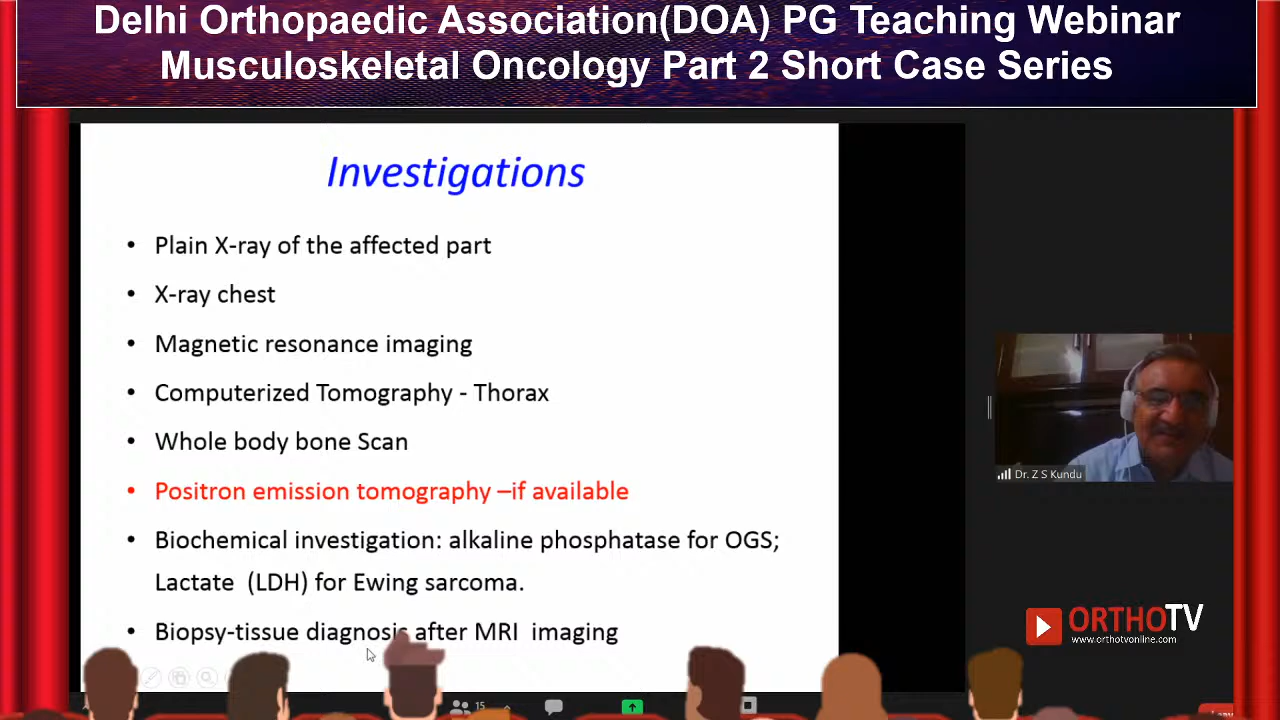 Delhi Orthopaedic Association(DOA) PG Teaching Webinar
Musculoskeletal Oncology Part 2 Short Case Series
Investigations
• Plain X-ray of the affected part
• X-ray chest
• Magnetic resonance imaging
• Computerized Tomography - Thorax
• Whole body bone Scan
• Positron emission tomography –if available
• Biochemical investigation: alkaline phosphatase for OGS;
Lactate (LDH) for Ewing sarcoma.
• Biopsy-tissue diagnosis after MRI imaging
Dr. Z S Kundu
ORTHOTV
www.orthotvonline.com
15